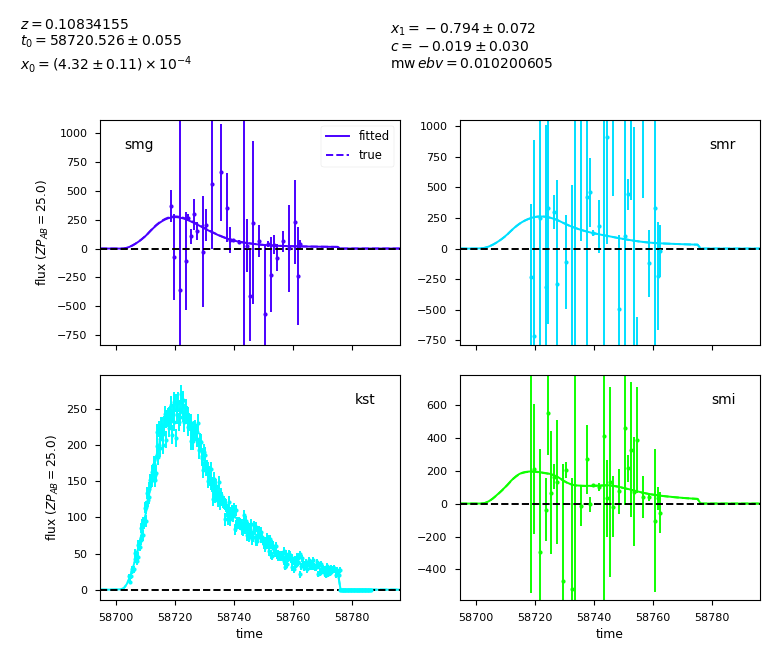 z = 0.10834155
t₀ = 58720.526 ± 0.055
x₀ = (4.32 ± 0.11) × 10⁻⁴
x₁ = −0.794 ± 0.072
c = −0.019 ± 0.030
mw ebv = 0.010200605
smg
fitted
true
1000
750
500
250
0
−250
−500
−750
flux (ZP_AB = 25.0)
smr
1000
750
500
250
0
−250
−500
−750
kst
250
200
150
100
50
0
flux (ZP_AB = 25.0)
58700 58720 58740 58760 58780
time
smi
600
400
200
0
−200
−400
58700 58720 58740 58760 58780
time